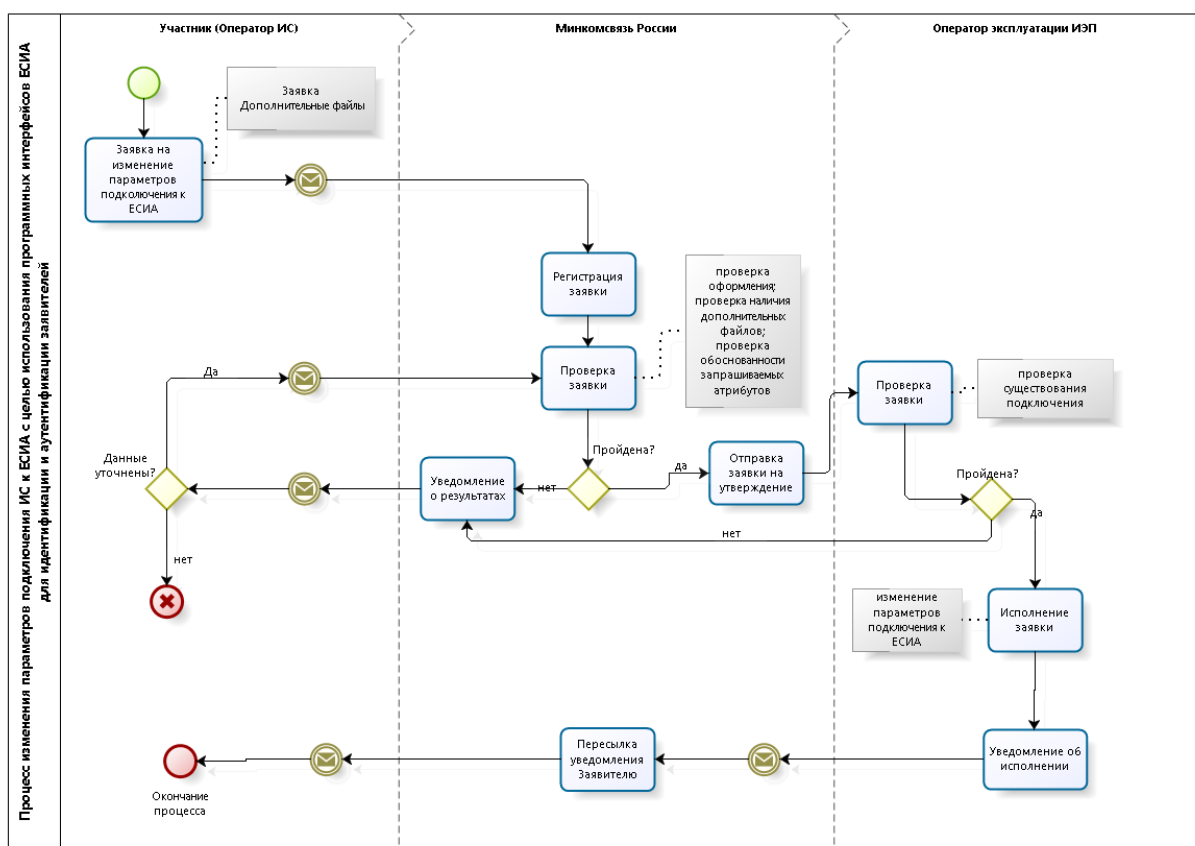 Процесс изменения параметров подключения ИС к ЕСИА с целью использования программных интерфейсов ЕСИА
для идентификации и аутентификации заявителей
Участник (Оператор ИС)
Минкомсвязь России
Оператор эксплуатации ИЭП
Заявка
Дополнительные файлы
Заявка на
изменение
параметров
подколючения к
ЕСИА
Регистрация
заявки
проверка
оформления;
проверка наличия
дополнительных
файлов;
проверка
обоснованности
запрашиваемых
атрибутов
Да
Проверка
заявки
Проверка
заявки
проверка
существования
подключения
Данные
уточнены?
Уведомление
о результатах
нет
Пройдена?
да
Отправка
заявки на
утверждение
Пройдена?
да
нет
нет
изменение
параметров
подключения к
ЕСИА
Исполнение
заявки
Окончание
процесса
Пересылка
уведомления
Заявителю
Уведомление об
исполнении